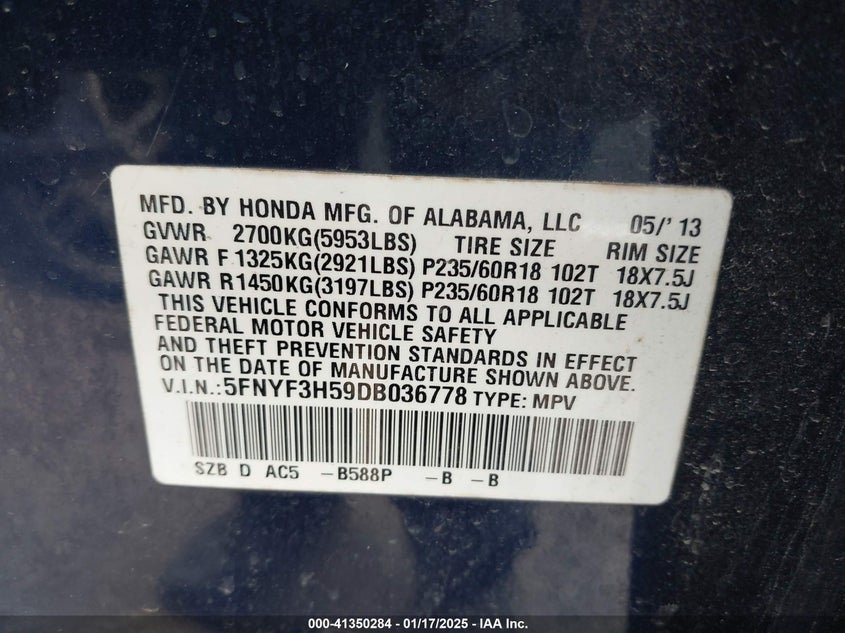 MFD. BY HONDA MFG. OF ALABAMA, LLC 05/'13
GVWR 2700KG(5953LBS) TIRE SIZE RIM SIZE
GAWR F 1325KG(2921LBS) P235/60R18 102T 18X7.5J
GAWR R1450KG(3197LBS) P235/60R18 102T 18X7.5J
THIS VEHICLE CONFORMS TO ALL APPLICABLE
FEDERAL MOTOR VEHICLE SAFETY
AND THEFT PREVENTION STANDARDS IN EFFECT
ON THE DATE OF MANUFACTURE SHOWN ABOVE.
V.I.N.:5FNYF3H59DB036778 TYPE: MPV
SZB D AC5 -B588P -B -B
000-41350284 - 01/17/2025 - IAA Inc.